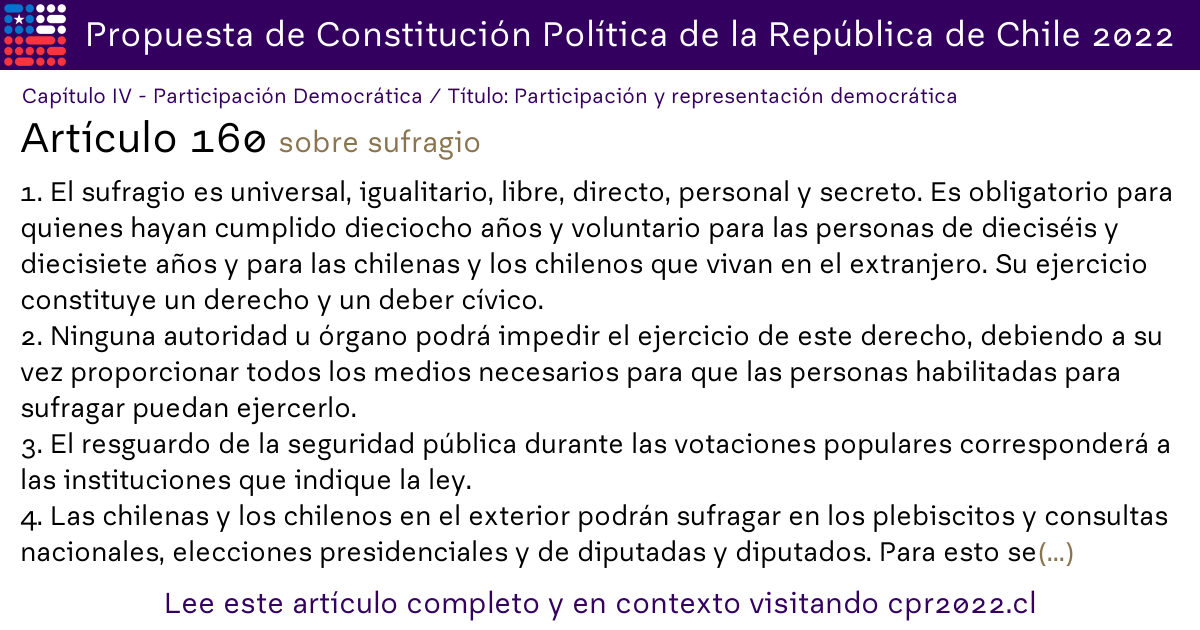 Propuesta de Constitución Política de la República de Chile 2022
Capítulo IV - Participación Democrática / Título: Participación y representación democrática
Artículo 160 sobre sufragio
1. El sufragio es universal, igualitario, libre, directo, personal y secreto. Es obligatorio para
quienes hayan cumplido dieciocho años y voluntario para las personas de dieciséis y
diecisiete años y para las chilenas y los chilenos que vivan en el extranjero. Su ejercicio
constituye un derecho y un deber cívico.
2. Ninguna autoridad u órgano podrá impedir el ejercicio de este derecho, debiendo a su
vez proporcionar todos los medios necesarios para que las personas habilitadas para
sufragar puedan ejercerlo.
3. El resguardo de la seguridad pública durante las votaciones populares corresponderá a
las instituciones que indique la ley.
4. Las chilenas y los chilenos en el exterior podrán sufragar en los plebiscitos y consultas
nacionales, elecciones presidenciales y de diputadas y diputados. Para esto se(...)
Lee este artículo completo y en contexto visitando cpr2022.cl